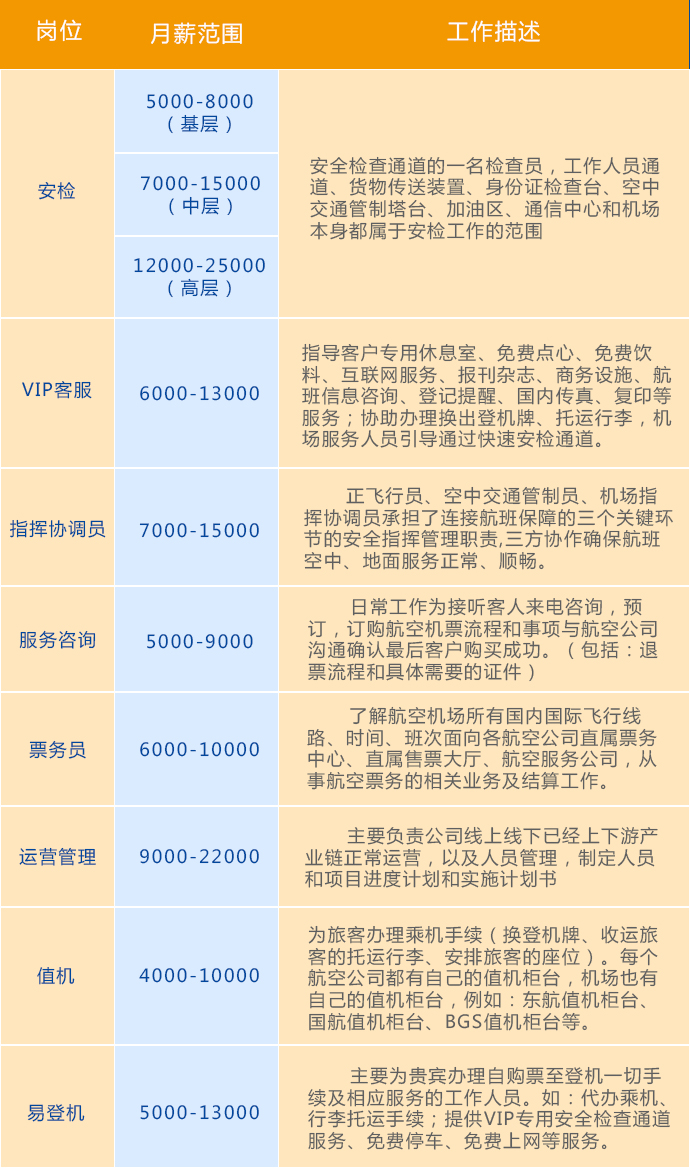 岗位
月薪范围
工作描述
安检
5000-8000
（基层）
7000-15000
（中层）
12000-25000
（高层）
安全检查通道的一名检查员，工作人员通
道、货物传送装置、身份证检查台、空中
交通管制塔台、加油区、通信中心和机场
本身都属于安检工作的范围
VIP客服
6000-13000
指导客户专用休息室、免费点心、免费饮
料、互联网服务、报刊杂志、商务设施、航
班信息咨询、登记提醒、国内传真、复印等
服务；协助办理换出登机牌、托运行李，机
场服务人员引导通过快速安检通道。
指挥协调员
7000-15000
正飞行员、空中交通管制员、机场指
挥协调员承担了连接航班保障的三个关键环
节的安全指挥管理职责,三方协作确保航班
空中、地面服务正常、顺畅。
服务咨询
5000-9000
日常工作为接听客人来电咨询，预
订，订购航空机票流程和事项与航空公司
沟通确认最后客户购买成功。（包括：退
票流程和具体需要的证件）
票务员
6000-10000
了解航空机场所有国内国际飞行线
路、时间、班次面向各航空公司直属票务
中心、直属售票大厅、航空服务公司，从
事航空票务的相关业务及结算工作。
运营管理
9000-22000
主要负责公司线上线下已经上下游产
业链正常运营，以及人员管理，制定人员
和项目进度计划和实施计划书
值机
4000-10000
为旅客办理乘机手续（换登机牌、收运旅
客的托运行李、安排旅客的座位）。每个
航空公司都有自己的值机柜台，机场也有
自己的值机柜台，例如：东航值机柜台、
国航值机柜台、BGS值机柜台等。
易登机
5000-13000
主要为贵宾办理自购票至登机一切手
续及相应服务的工作人员。如：代办乘机、
行李托运手续；提供VIP专用安全检查通道
服务、免费停车、免费上网等服务。